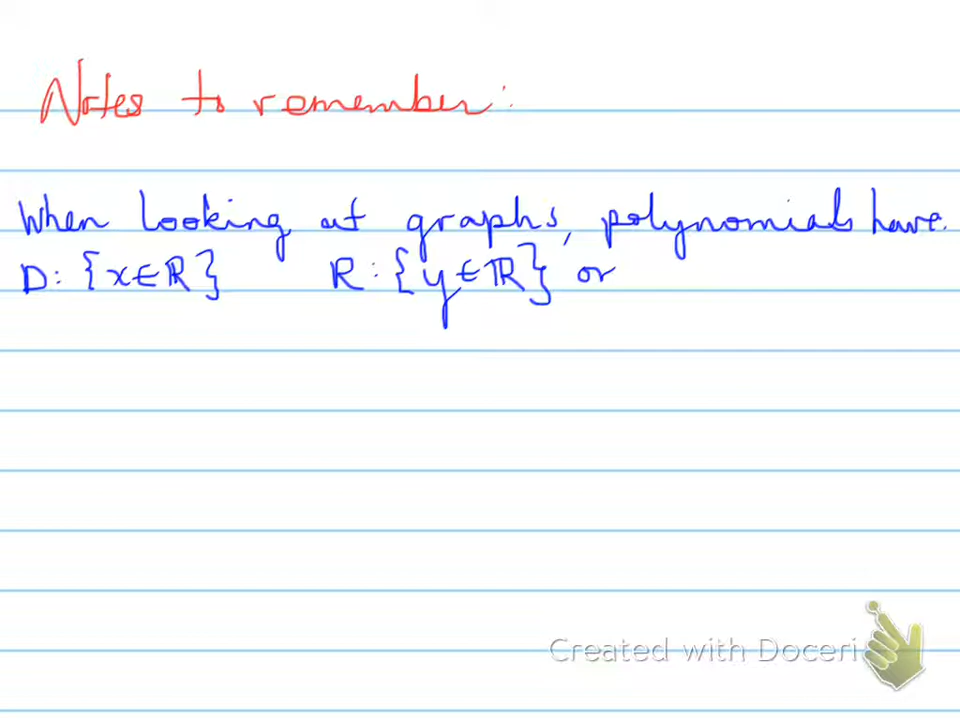 Notes to remember:
When looking at graphs, polynomials have.
D: {x∈ℝ} R: {y∈ℝ} or
Created with Doceri